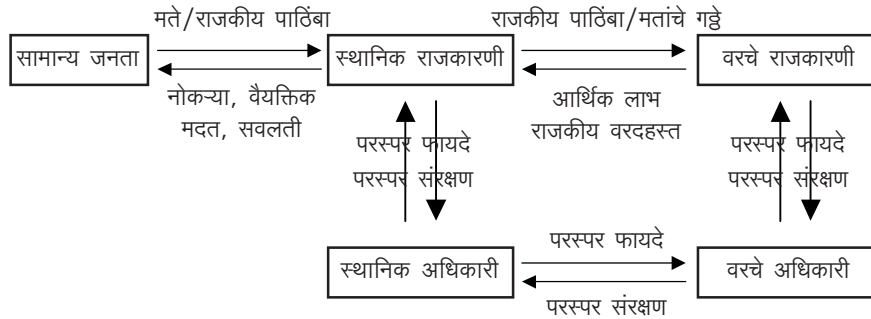 मते/राजकीय पाठिंबा
राजकीय पाठिंबा/मतांचे गठ्ठे
सामान्य जनता
स्थानिक राजकारणी
वरचे राजकारणी
नोकऱ्या, वैयक्तिक
मदत, सवलती
आर्थिक लाभ
राजकीय वरदहस्त
परस्पर फायदे
परस्पर संरक्षण
परस्पर फायदे
परस्पर संरक्षण
परस्पर फायदे
स्थानिक अधिकारी
वरचे अधिकारी
परस्पर संरक्षण